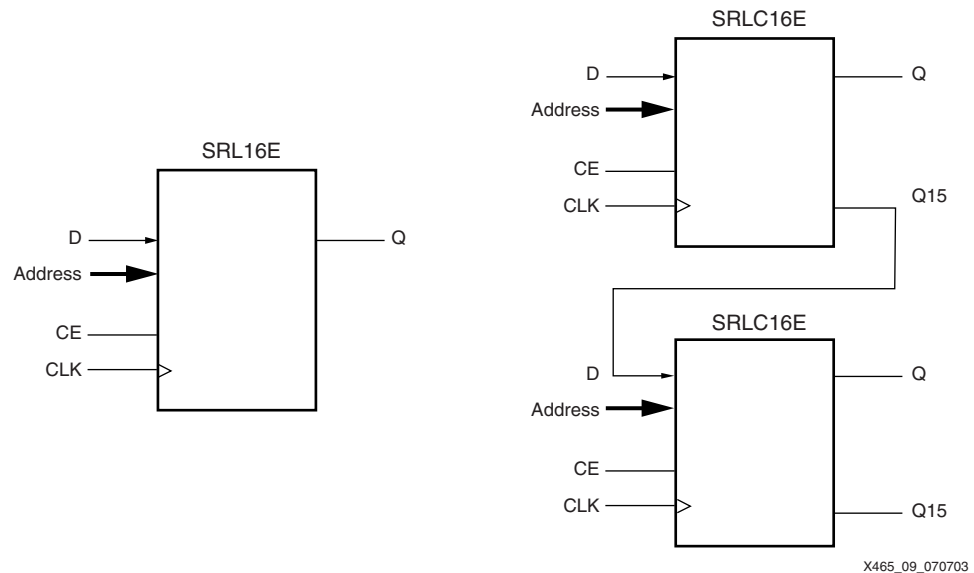 SRL16E
D
Address
CE
CLK
Q
SRLC16E
D
Address
CE
CLK
Q
Q15
SRLC16E
D
Address
CE
CLK
Q
Q15
X465_09_070703